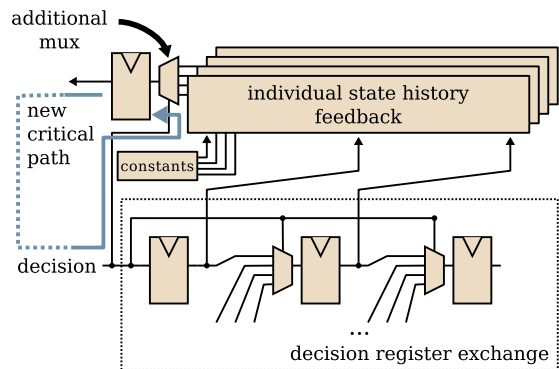 additional
mux
individual state history
feedback
new
critical
path
constants
decision
...
decision register exchange